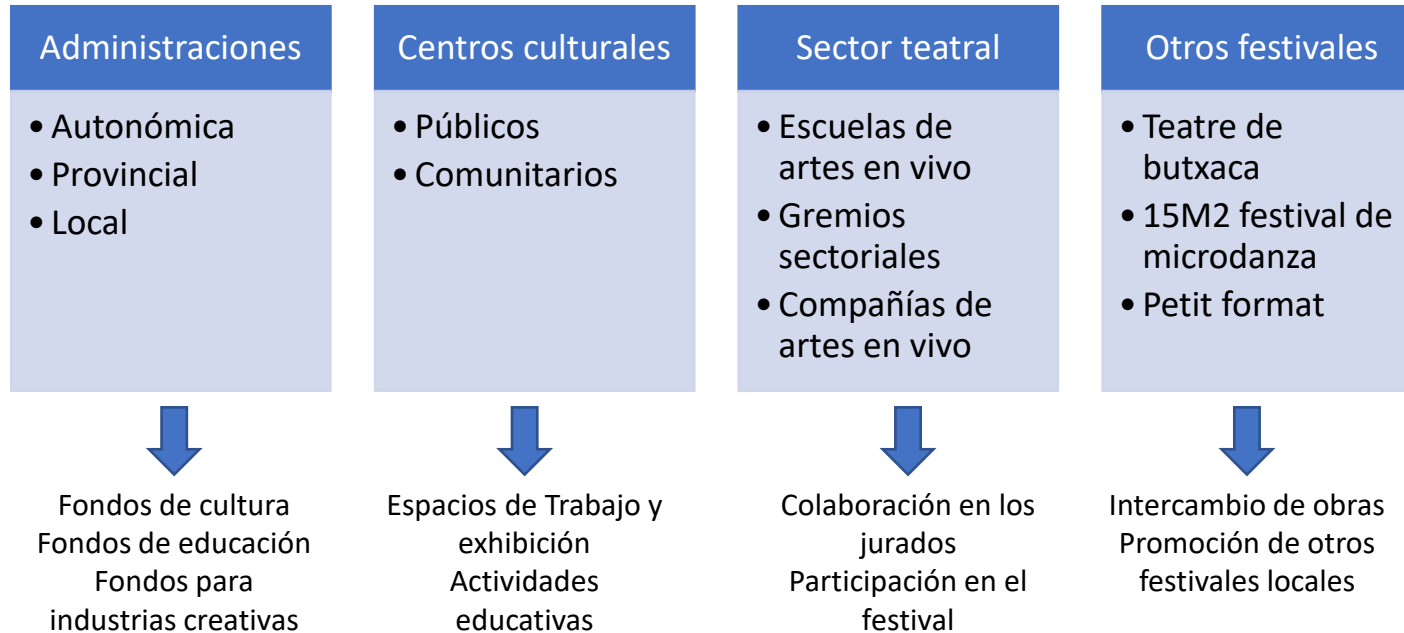 Administraciones
• Autonómica
• Provincial
• Local
Fondos de cultura
Fondos de educación
Fondos para
industrias creativas
Centros culturales
• Públicos
• Comunitarios
Espacios de Trabajo y
exhibición
Actividades
educativas
Sector teatral
• Escuelas de
artes en vivo
• Gremios
sectoriales
• Compañías de
artes en vivo
Colaboración en los
jurados
Participación en el
festival
Otros festivales
• Teatre de
butxaca
• 15M2 festival de
microdanza
• Petit format
Intercambio de obras
Promoción de otros
festivales locales